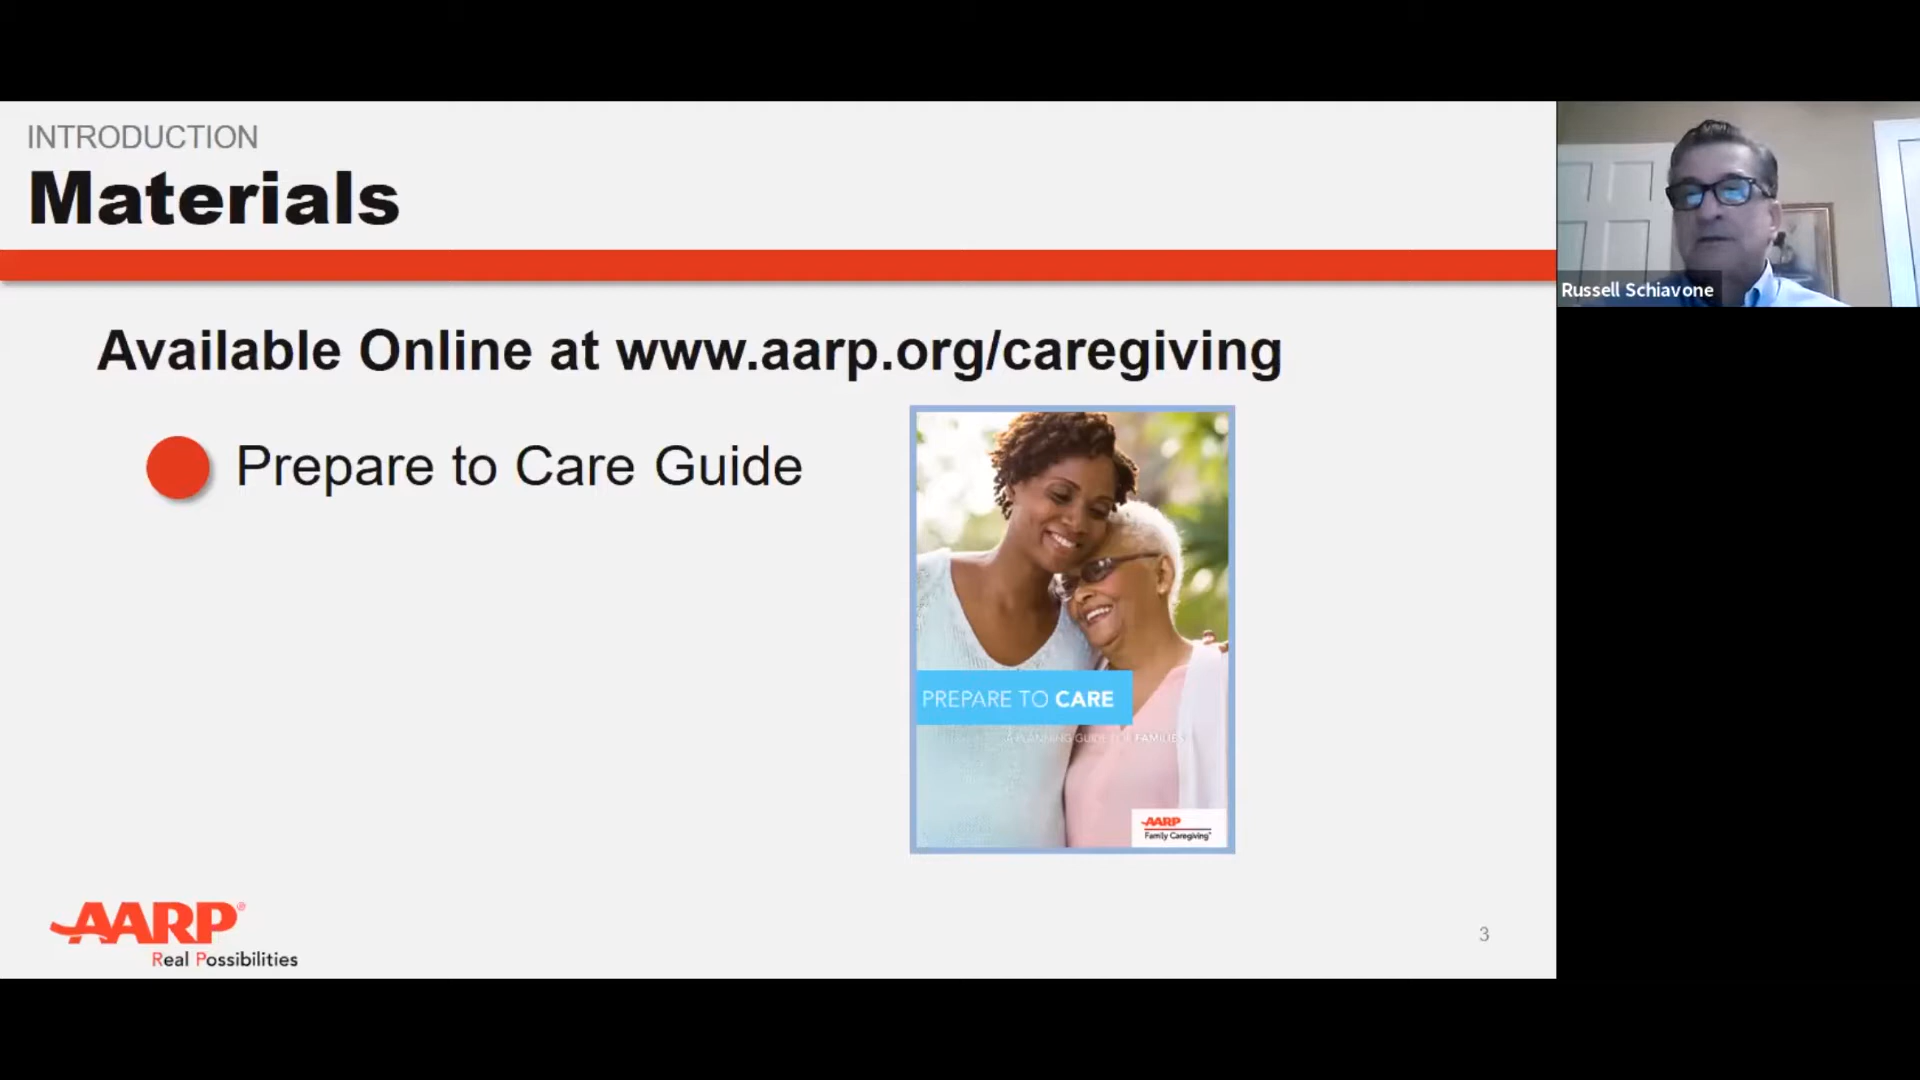 INTRODUCTION
Materials
Available Online at www.aarp.org/caregiving
Prepare to Care Guide
PREPARE TO CARE
A PLANNING GUIDE FOR FAMILIES
AARP
Family Caregiving®
AARP®
Real Possibilities
3
Russell Schiavone